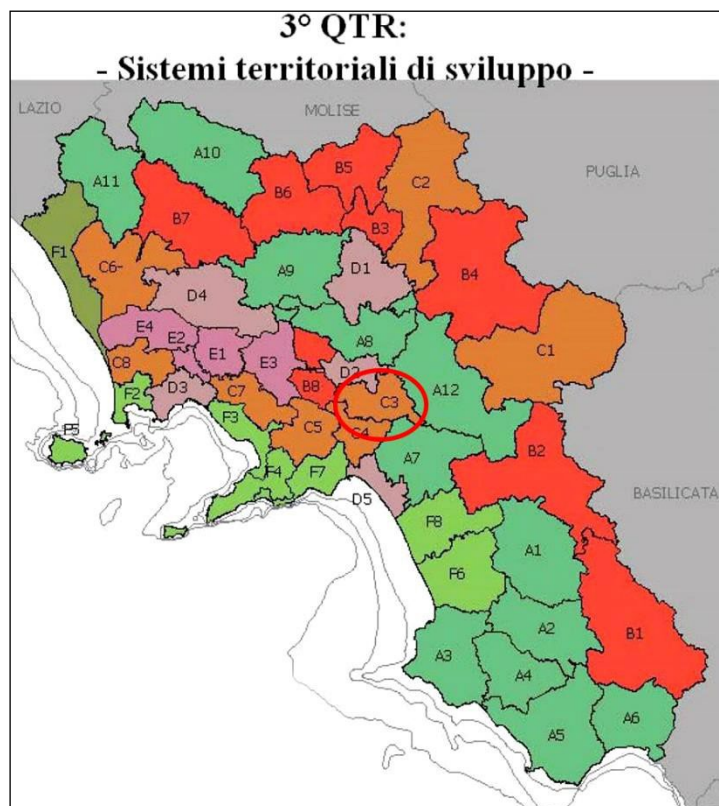 3° QTR:
- Sistemi territoriali di sviluppo -
LAZIO
MOLISE
PUGLIA
BASILICATA
A11
A10
B5
B6
C2
B7
B3
F1
C6-
A9
D1
B4
D4
E4
E2
A8
C1
C8
E1
E3
D2
A12
F2
D3
C7
B8
C3
F5
F3
C5
C4
B2
F4
F7
A7
D5
F8
A1
F6
A2
B1
A3
A4
A6
A5